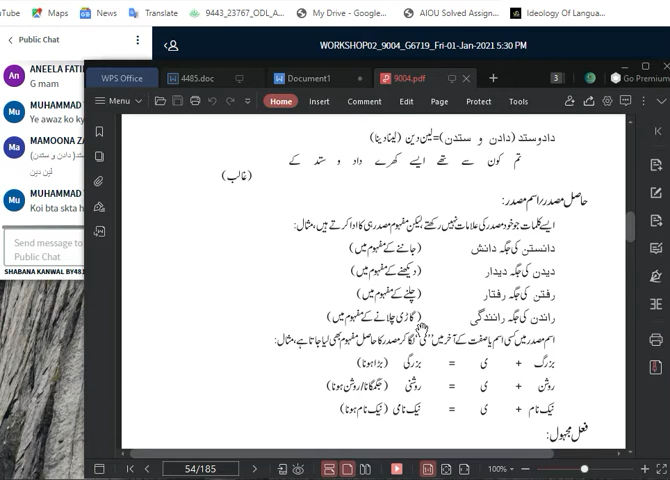 YouTube
Maps
News
Translate
9443_23767_ODL_A...
My Drive - Google...
AIOU Solved Assign...
Ideology Of Langua...
Public Chat
WORKSHOP02_9004_G6719_Fri-01-Jan-2021 5:30 PM
An
G mam
Mu MUHAMMAD
Ye awaz ko ky
Ma MAMOONA ZA
(دادن و ستدن)
لین دین
Mu MUHAMMAD
Koi bta skta h
Send message to
Public Chat
SHABANA KANWAL BY481
WPS Office
4485.doc
Document1
9004.pdf
3
Go Premium
Menu
Home
Insert
Comment
Edit
Page
Protect
Tools
دادوستد (دادن و ستدن)=لین دین (لینا دینا)
تم کون سے تھے ایسے کھرے داد و ستد کے
(غالب)
حاصل مصدر/اسم مصدر:
ایسے کلمات جو خود مصدر کی علامات نہیں رکھتے لیکن مفہوم مصدر ہی کا ادا کرتے ہیں، مثال:
دانستن کی جگہ دانش (جاننے کے مفہوم میں)
دیدن کی جگہ دیدار (دیکھنے کے مفہوم میں)
رفتن کی جگہ رفتار (چلنے کے مفہوم میں)
راندن کی جگہ رانندگی (گاڑی چلانے کے مفہوم میں)
اسم مصدر میں کسی اسم یا صفت کے آخر میں "ی" لگا کر مصدر کا حاصل مفہوم بھی لیا جاتا ہے، مثال:
بزرگ + ی = بزرگی (بڑا ہونا)
روشن + ی = روشنی (جگمگانا/روشن ہونا)
نیک نام + ی = نیک نامی (نیک نام ہونا)
فعل مجہول:
54/185
100%